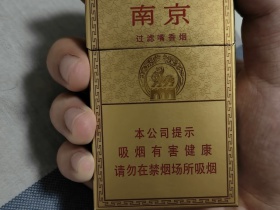 南京
过滤嘴香烟
本公司提示
吸烟有害健康
请勿在禁烟场所吸烟